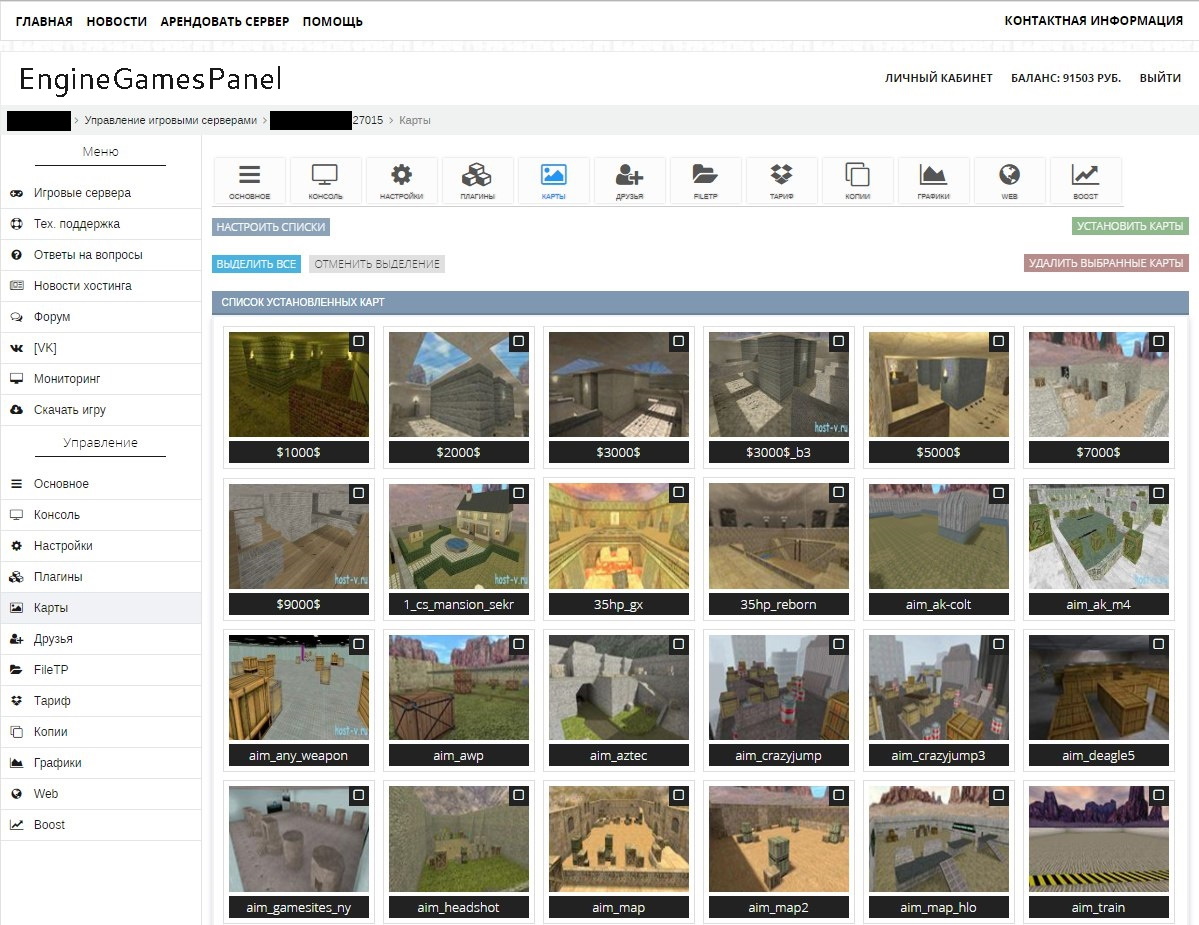 ГЛАВНАЯ НОВОСТИ АРЕНДОВАТЬ СЕРВЕР ПОМОЩЬ КОНТАКТНАЯ ИНФОРМАЦИЯ
EngineGamesPanel ЛИЧНЫЙ КАБИНЕТ БАЛАНС: 91503 РУБ. ВЫЙТИ
> Управление игровыми серверами > 27015 > Карты
Меню
Игровые сервера
Тех. поддержка
Ответы на вопросы
Новости хостинга
Форум
[VK]
Мониторинг
Скачать игру
Управление
Основное
Консоль
Настройки
Плагины
Карты
Друзья
FileTP
Тариф
Копии
Графики
Web
Boost
ОСНОВНОЕ КОНСОЛЬ НАСТРОЙКИ ПЛАГИНЫ КАРТЫ ДРУЗЬЯ FILETP ТАРИФ КОПИИ ГРАФИКИ WEB BOOST
НАСТРОИТЬ СПИСКИ УСТАНОВИТЬ КАРТЫ
ВЫДЕЛИТЬ ВСЕ ОТМЕНИТЬ ВЫДЕЛЕНИЕ УДАЛИТЬ ВЫБРАННЫЕ КАРТЫ
СПИСОК УСТАНОВЛЕННЫХ КАРТ
host-v.ru
$1000$ $2000$ $3000$ $3000$_b3 $5000$ $7000$
host-v.ru host-v.ru host-v.ru
$9000$ 1_cs_mansion_sekr 35hp_gx 35hp_reborn aim_ak-colt aim_ak_m4
host-v.ru
aim_any_weapon aim_awp aim_aztec aim_crazyjump aim_crazyjump3 aim_deagle5
aim_gamesites_ny aim_headshot aim_map aim_map2 aim_map_hlo aim_train